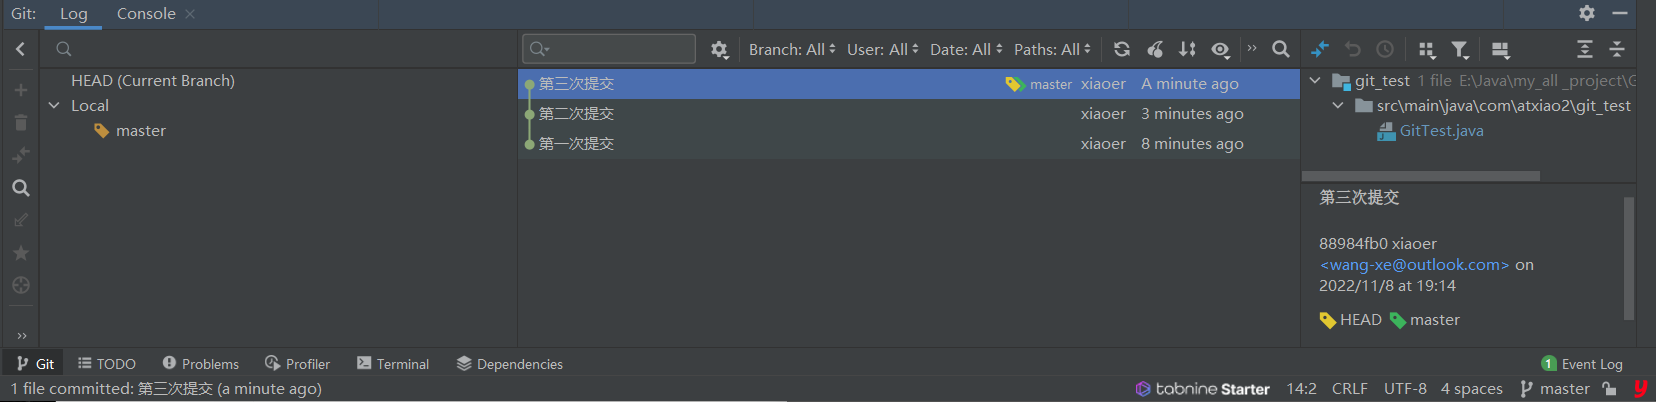 Git: Log Console
Branch: All User: All Date: All Paths: All
HEAD (Current Branch)
Local
master
第三次提交 master xiaoer A minute ago
第二次提交 xiaoer 3 minutes ago
第一次提交 xiaoer 8 minutes ago
git_test 1 file E:\Java\my_all _project\G
src\main\java\com\atxiao2\git_test
GitTest.java
第三次提交
88984fb0 xiaoer
<wang-xe@outlook.com> on
2022/11/8 at 19:14
HEAD master
Git TODO Problems Profiler Terminal Dependencies 1 Event Log
1 file committed: 第三次提交 (a minute ago) tabnine Starter 14:2 CRLF UTF-8 4 spaces master y